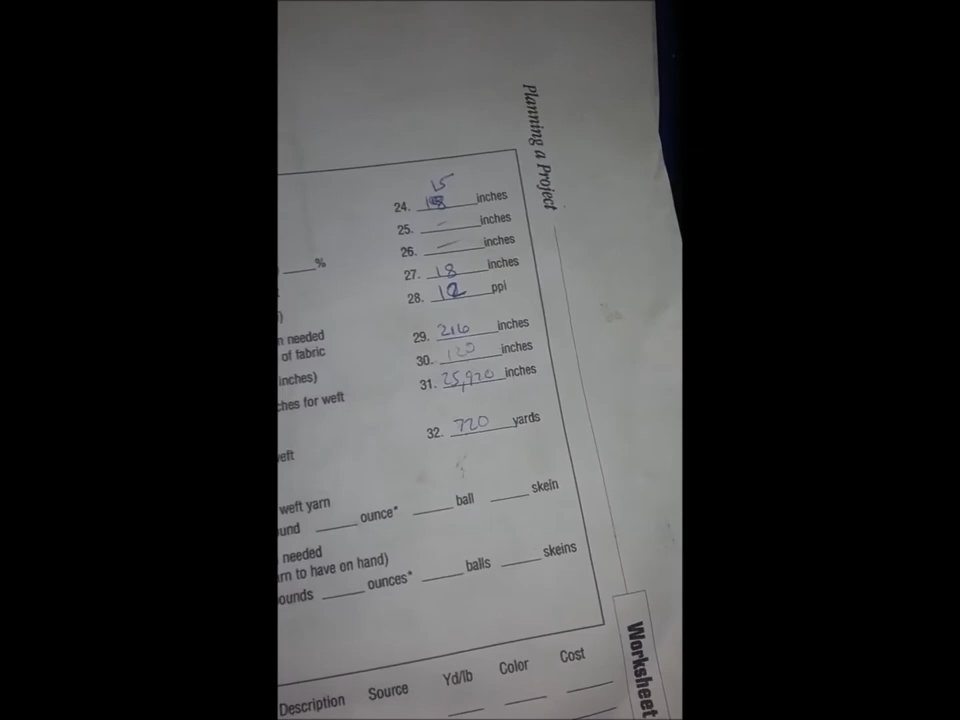 Planning a Project
15
24. 18 inches
25. — inches
26. — inches
%
27. 18 inches
28. 12 ppi
needed
29. 216 inches
of fabric
30. 120 inches
inches)
31. 25,920 inches
ches for weft
32. 720 yards
eft
weft yarn
und ounce* ball skein
needed
rn to have on hand)
ounds ounces* balls skeins
Worksheet
Description Source Yd/lb Color Cost